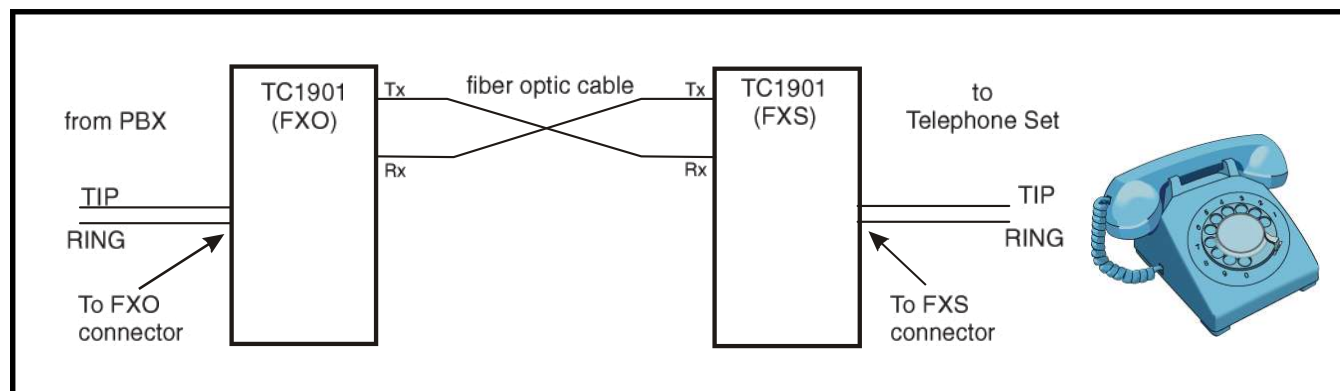 from PBX
TIP
RING
To FXO
connector
TC1901
(FXO)
Tx
Rx
fiber optic cable
Tx
Rx
TC1901
(FXS)
to
Telephone Set
TIP
RING
To FXS
connector